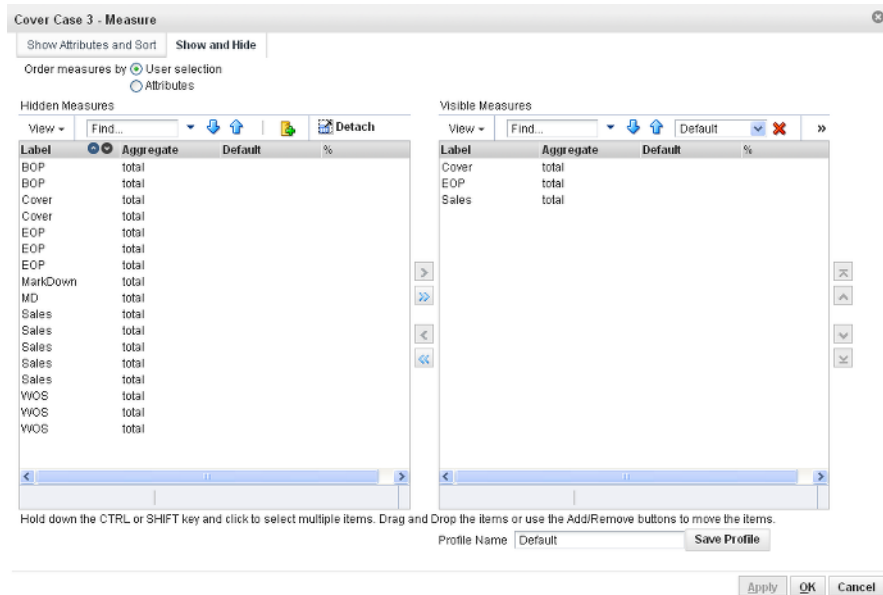 Cover Case 3 - Measure
Show Attributes and Sort Show and Hide
Order measures by User selection
Attributes
Hidden Measures
View Find... Detach
Label Aggregate Default %
BOP total
BOP total
Cover total
Cover total
EOP total
EOP total
EOP total
MarkDown total
MD total
Sales total
Sales total
Sales total
Sales total
Sales total
WOS total
WOS total
WOS total
Visible Measures
View Find... Default »
Label Aggregate Default %
Cover total
EOP total
Sales total
Hold down the CTRL or SHIFT key and click to select multiple items. Drag and Drop the items or use the Add/Remove buttons to move the items.
Profile Name Default Save Profile
Apply OK Cancel